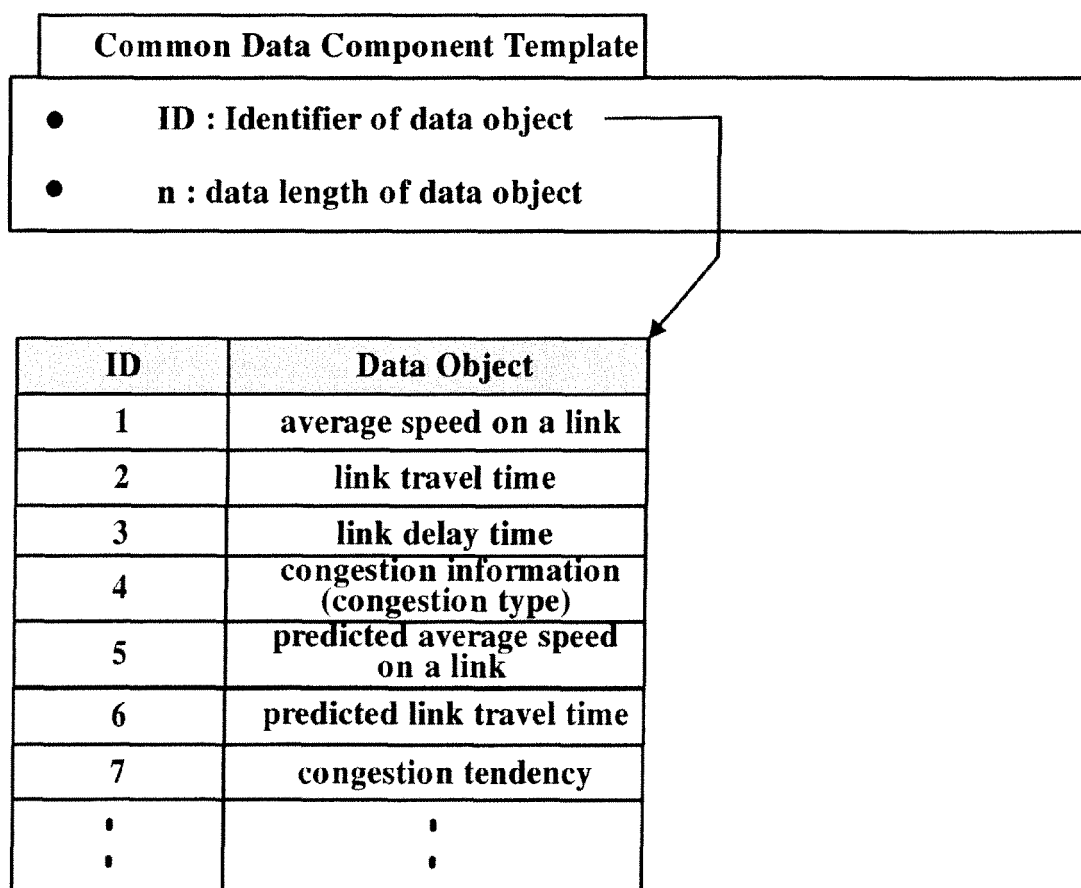 Common Data Component Template
• ID : Identifier of data object
• n : data length of data object
ID Data Object
1 average speed on a link
2 link travel time
3 link delay time
4 congestion information
(congestion type)
5 predicted average speed
on a link
6 predicted link travel time
7 congestion tendency